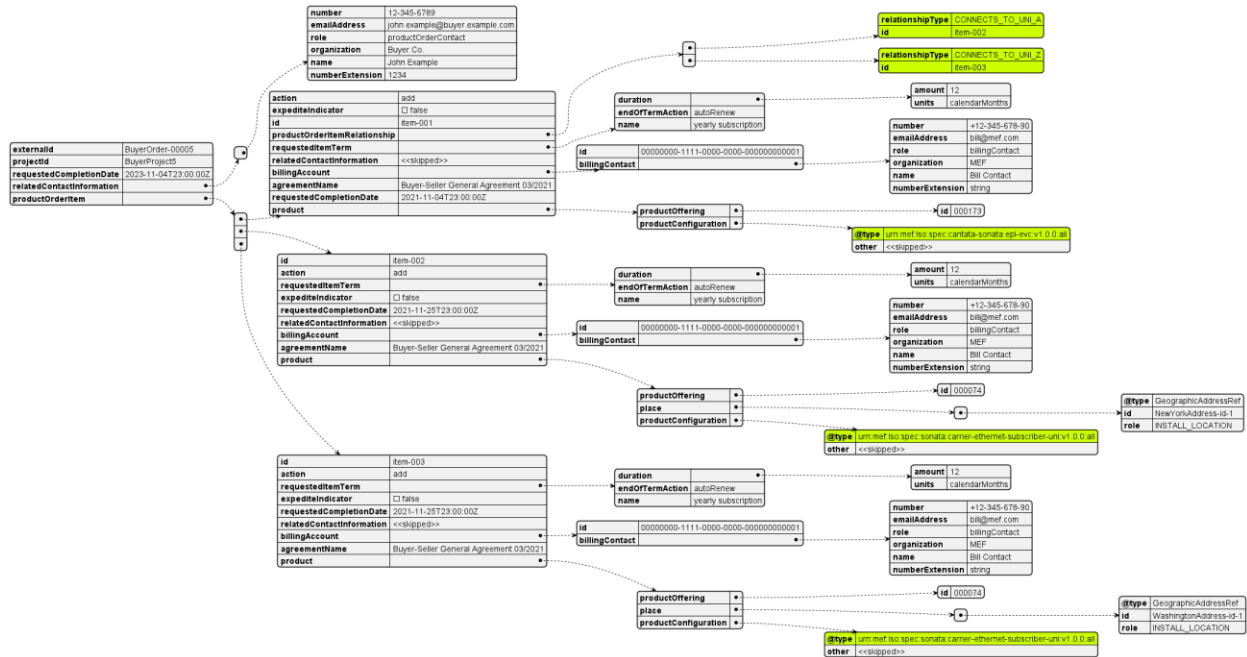 externalId BuyerOrder-00005
projectId BuyerProject5
requestedCompletionDate 2023-11-04T23:00:00Z
relatedContactInformation
productOrderItem
number 12-345-6789
emailAddress john.example@buyer.example.com
role productOrderContact
organization Buyer Co.
name John Example
numberExtension 1234
action add
expediteIndicator ☐ false
id item-001
productOrderItemRelationship
requestedItemTerm
relatedContactInformation <<skipped>>
billingAccount
agreementName Buyer-Seller General Agreement 03/2021
requestedCompletionDate 2021-11-04T23:00:00Z
product
relationshipType CONNECTS_TO_UNI_A
id item-002
relationshipType CONNECTS_TO_UNI_Z
id item-003
duration
endOfTermAction autoRenew
name yearly subscription
amount 12
units calendarMonths
id 00000000-1111-0000-0000-000000000001
billingContact
number +12-345-678-90
emailAddress bill@mef.com
role billingContact
organization MEF
name Bill Contact
numberExtension string
productOffering
productConfiguration
id 000173
@type urn:mef:lso:spec:cantata-sonata:epl-evc:v1.0.0:all
other <<skipped>>
id item-002
action add
requestedItemTerm
expediteIndicator ☐ false
requestedCompletionDate 2021-11-25T23:00:00Z
relatedContactInformation <<skipped>>
billingAccount
agreementName Buyer-Seller General Agreement 03/2021
product
duration
endOfTermAction autoRenew
name yearly subscription
amount 12
units calendarMonths
id 00000000-1111-0000-0000-000000000001
billingContact
number +12-345-678-90
emailAddress bill@mef.com
role billingContact
organization MEF
name Bill Contact
numberExtension string
productOffering
place
productConfiguration
id 000074
@type GeographicAddressRef
id NewYorkAddress-id-1
role INSTALL_LOCATION
@type urn:mef:lso:spec:sonata:carrier-ethernet-subscriber-uni:v1.0.0:all
other <<skipped>>
id item-003
action add
requestedItemTerm
expediteIndicator ☐ false
requestedCompletionDate 2021-11-25T23:00:00Z
relatedContactInformation <<skipped>>
billingAccount
agreementName Buyer-Seller General Agreement 03/2021
product
duration
endOfTermAction autoRenew
name yearly subscription
amount 12
units calendarMonths
id 00000000-1111-0000-0000-000000000001
billingContact
number +12-345-678-90
emailAddress bill@mef.com
role billingContact
organization MEF
name Bill Contact
numberExtension string
productOffering
place
productConfiguration
id 000074
@type GeographicAddressRef
id WashingtonAddress-id-1
role INSTALL_LOCATION
@type urn:mef:lso:spec:sonata:carrier-ethernet-subscriber-uni:v1.0.0:all
other <<skipped>>